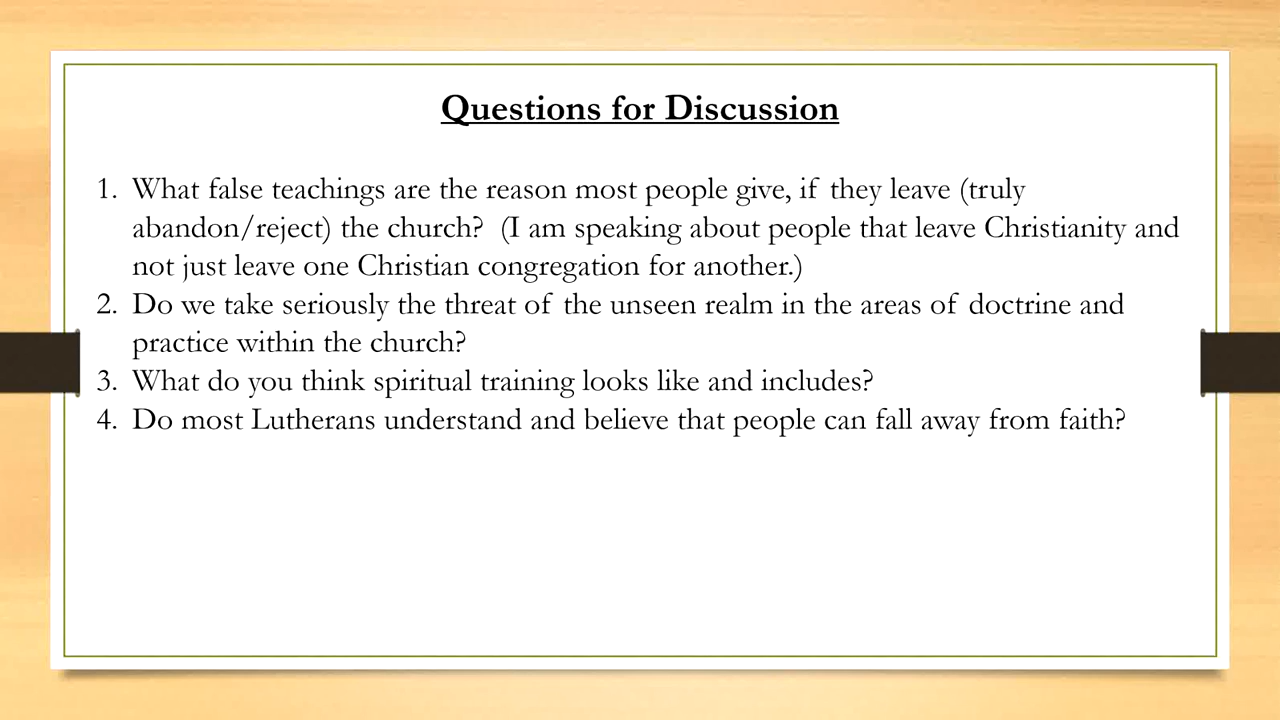 Questions for Discussion
1. What false teachings are the reason most people give, if they leave (truly
abandon/reject) the church?  (I am speaking about people that leave Christianity and
not just leave one Christian congregation for another.)
2. Do we take seriously the threat of the unseen realm in the areas of doctrine and
practice within the church?
3. What do you think spiritual training looks like and includes?
4. Do most Lutherans understand and believe that people can fall away from faith?